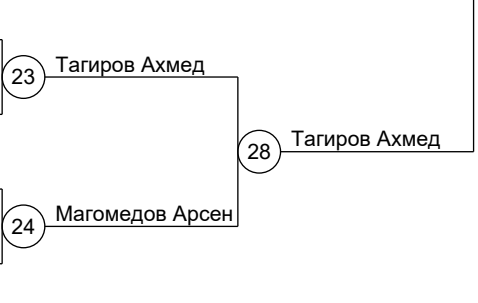 23 Тагиров Ахмед
28 Тагиров Ахмед
24 Магомедов Арсен